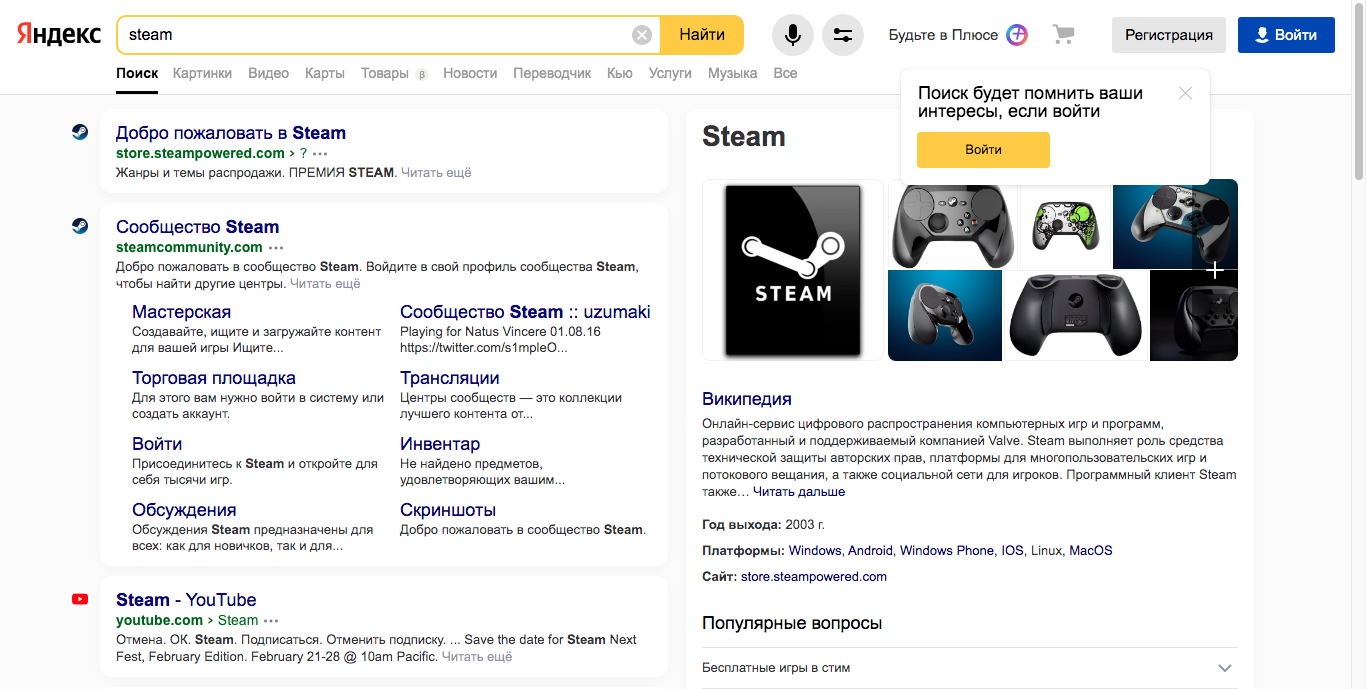 Яндекс
steam
Найти
Будьте в Плюсе
Регистрация
Войти
Поиск Картинки Видео Карты Товары β Новости Переводчик Кью Услуги Музыка Все
Поиск будет помнить ваши
интересы, если войти
Войти
Добро пожаловать в Steam
store.steampowered.com › ?
Жанры и темы распродажи. ПРЕМИЯ STEAM. Читать ещё
Сообщество Steam
steamcommunity.com
Добро пожаловать в сообщество Steam. Войдите в свой профиль сообщества Steam,
чтобы найти другие центры. Читать ещё
Мастерская
Создавайте, ищите и загружайте контент
для вашей игры Ищите...
Сообщество Steam :: uzumaki
Playing for Natus Vincere 01.08.16
https://twitter.com/s1mpleO...
Торговая площадка
Для этого вам нужно войти в систему или
создать аккаунт.
Трансляции
Центры сообществ — это коллекции
лучшего контента от...
Войти
Присоединитесь к Steam и откройте для
себя тысячи игр.
Инвентар
Не найдено предметов,
удовлетворяющих вашим...
Обсуждения
Обсуждения Steam предназначены для
всех: как для новичков, так и для...
Скриншоты
Добро пожаловать в сообщество Steam.
Steam - YouTube
youtube.com › Steam
Отмена. ОК. Steam. Подписаться. Отменить подписку. ... Save the date for Steam Next
Fest, February Edition. February 21-28 @ 10am Pacific. Читать ещё
Steam
STEAM
Википедия
Онлайн-сервис цифрового распространения компьютерных игр и программ,
разработанный и поддерживаемый компанией Valve. Steam выполняет роль средства
технической защиты авторских прав, платформы для многопользовательских игр и
потокового вещания, а также социальной сети для игроков. Программный клиент Steam
также… Читать дальше
Год выхода: 2003 г.
Платформы: Windows, Android, Windows Phone, IOS, Linux, MacOS
Сайт: store.steampowered.com
Популярные вопросы
Бесплатные игры в стим